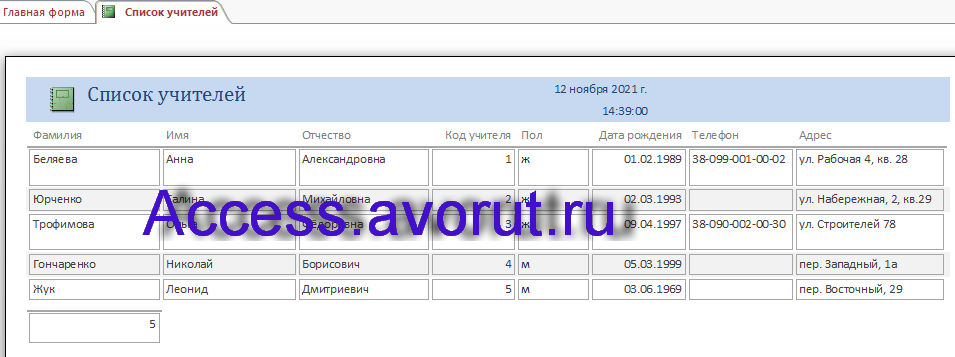 Главная форма Список учителей
Список учителей 12 ноября 2021 г.
14:39:00
Фамилия Имя Отчество Код учителя Пол Дата рождения Телефон Адрес
Беляева Анна Александровна 1 ж 01.02.1989 38-099-001-00-02 ул. Рабочая 4, кв. 28
Юрченко Галина Михайловна 2 ж 02.03.1993 ул. Набережная, 2, кв.29
Access.avorut.ru
Трофимова Ольга Фёдоровна 3 ж 09.04.1997 38-090-002-00-30 ул. Строителей 78
Гончаренко Николай Борисович 4 м 05.03.1999 пер. Западный, 1а
Жук Леонид Дмитриевич 5 м 03.06.1969 пер. Восточный, 29
5